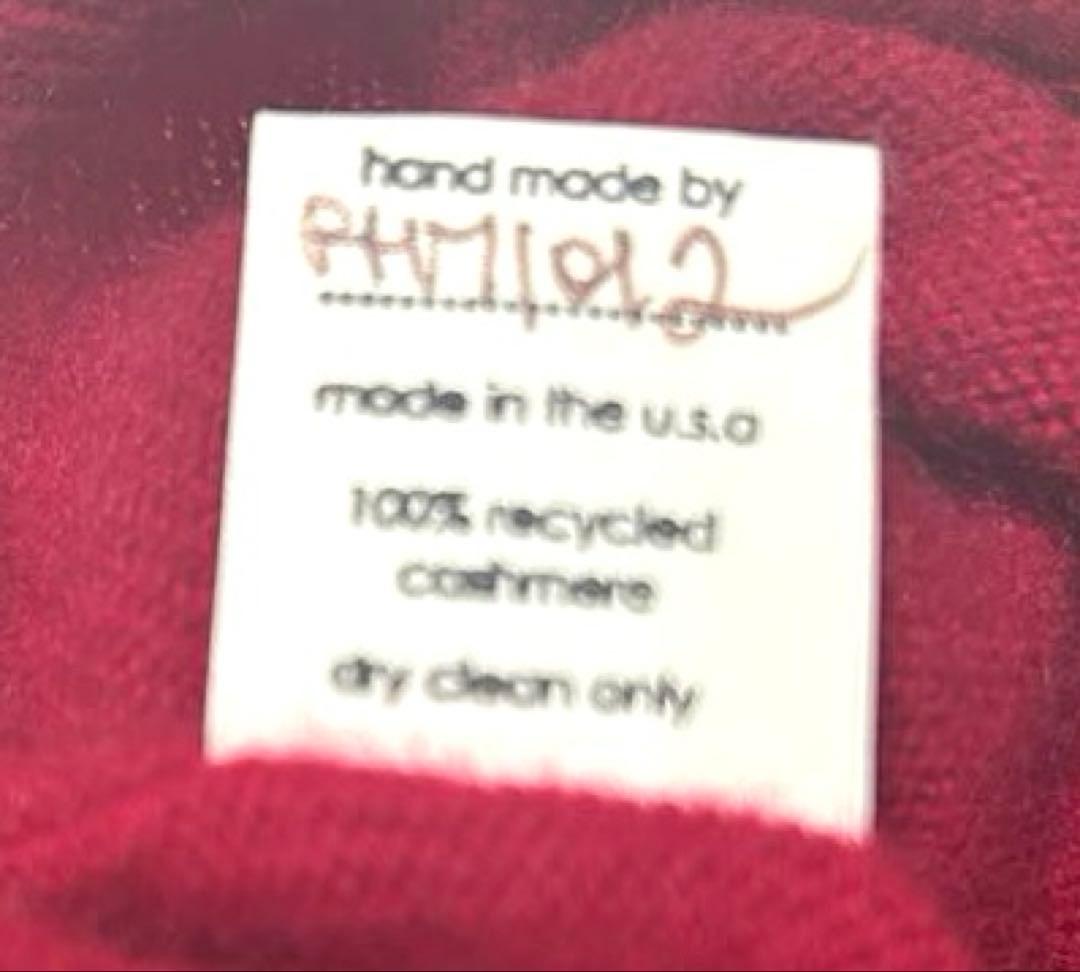 hand made by
made in the u.s.a
100% recycled
cashmere
dry clean only